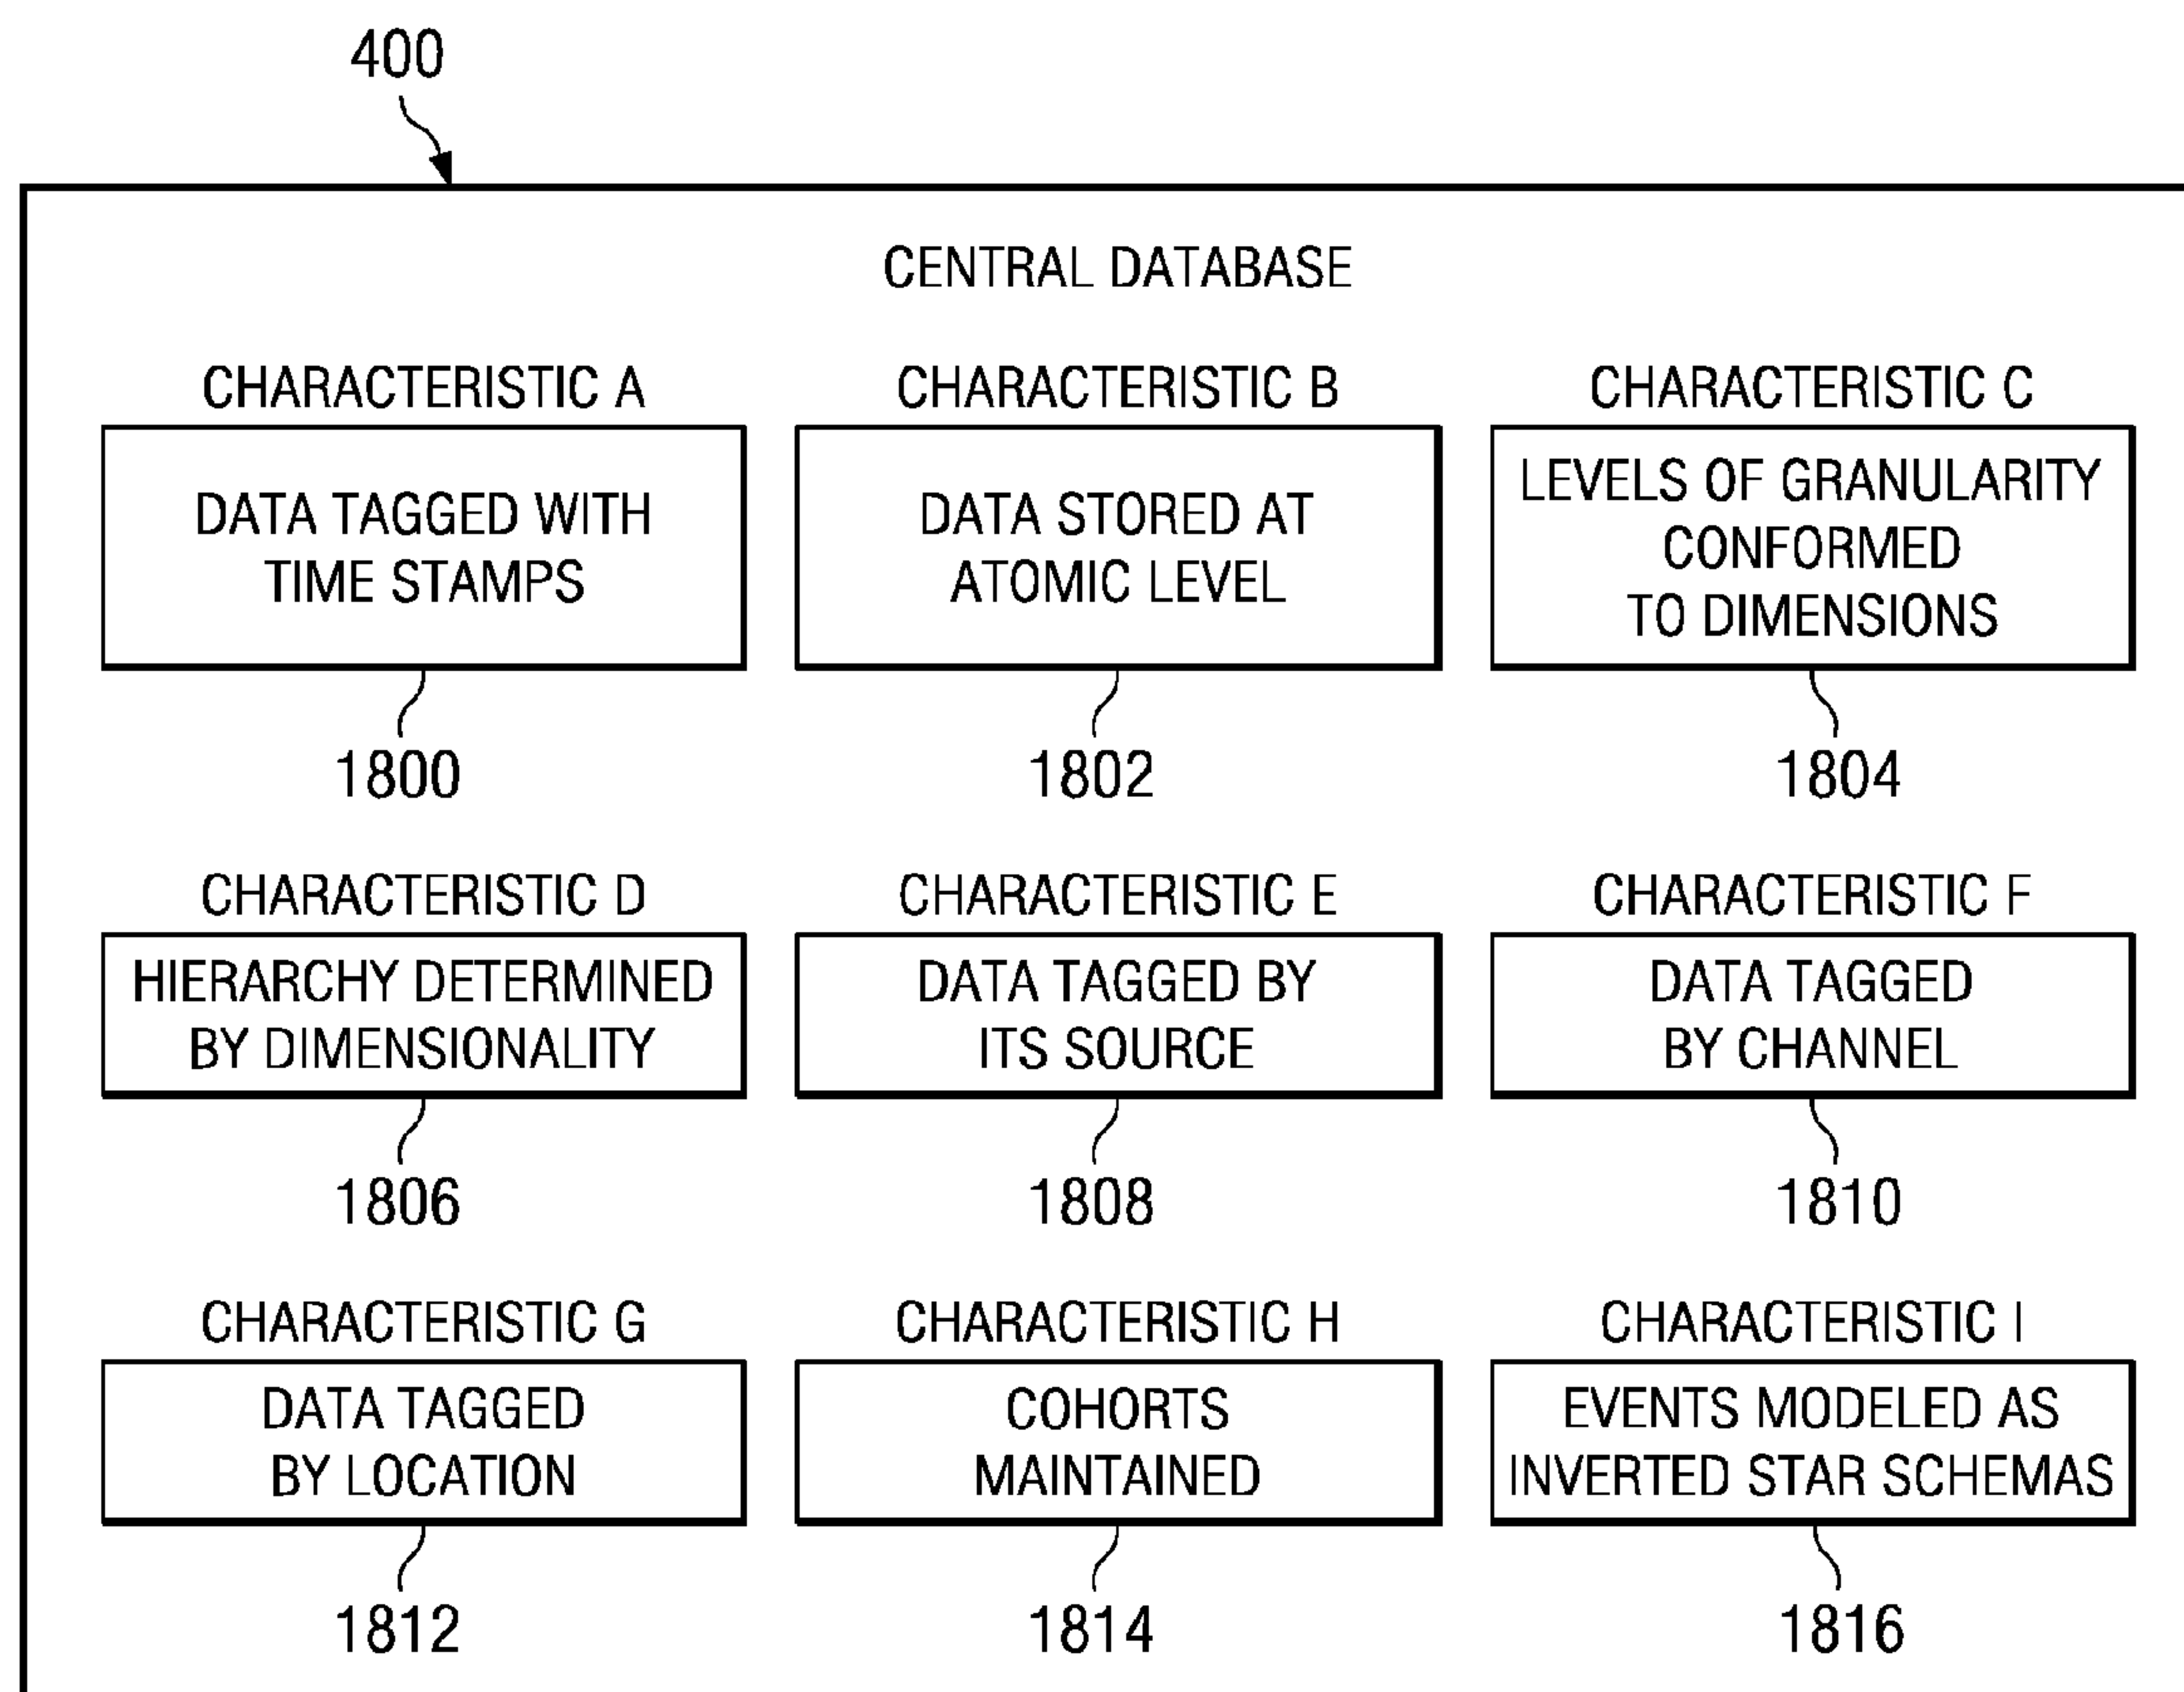 400
CENTRAL DATABASE
CHARACTERISTIC A
DATA TAGGED WITH
TIME STAMPS
1800
CHARACTERISTIC B
DATA STORED AT
ATOMIC LEVEL
1802
CHARACTERISTIC C
LEVELS OF GRANULARITY
CONFORMED
TO DIMENSIONS
1804
CHARACTERISTIC D
HIERARCHY DETERMINED
BY DIMENSIONALITY
1806
CHARACTERISTIC E
DATA TAGGED BY
ITS SOURCE
1808
CHARACTERISTIC F
DATA TAGGED
BY CHANNEL
1810
CHARACTERISTIC G
DATA TAGGED
BY LOCATION
1812
CHARACTERISTIC H
COHORTS
MAINTAINED
1814
CHARACTERISTIC I
EVENTS MODELED AS
INVERTED STAR SCHEMAS
1816